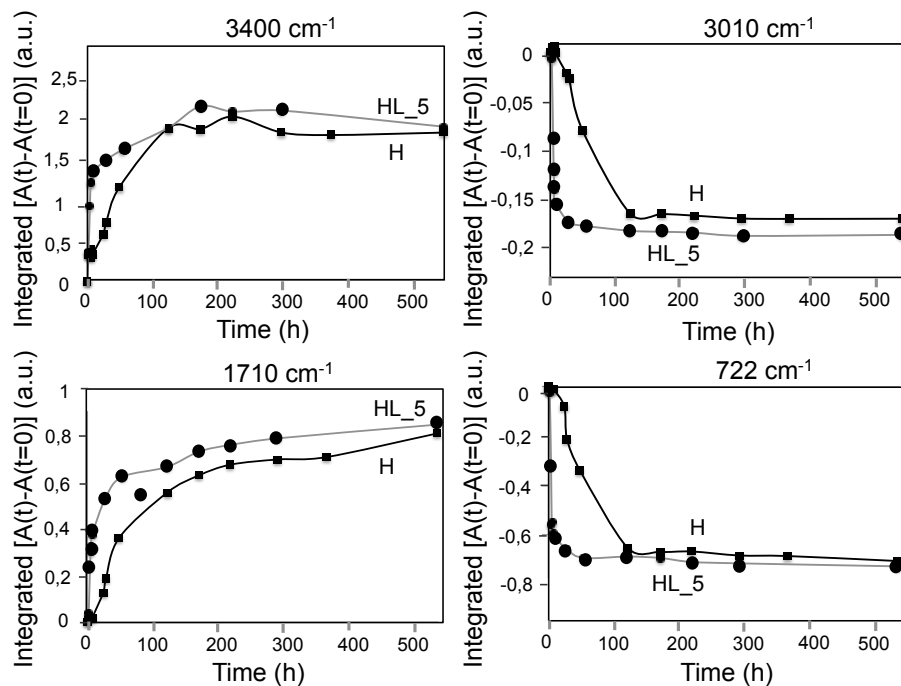 3400 cm-1
Integrated [A(t)-A(t=0)] (a.u.)
2,5
2
1,5
1
0,5
0
HL_5
H
0 100 200 300 400 500
Time (h)
3010 cm-1
Integrated [A(t)-A(t=0)] (a.u.)
0
-0,05
-0,1
-0,15
-0,2
H
HL_5
0 100 200 300 400 500
Time (h)
1710 cm-1
Integrated [A(t)-A(t=0)] (a.u.)
1
0,8
0,6
0,4
0,2
0
HL_5
H
0 100 200 300 400 500
Time (h)
722 cm-1
Integrated [A(t)-A(t=0)] (a.u.)
0
-0,2
-0,4
-0,6
-0,8
H
HL_5
0 100 200 300 400 500
Time (h)